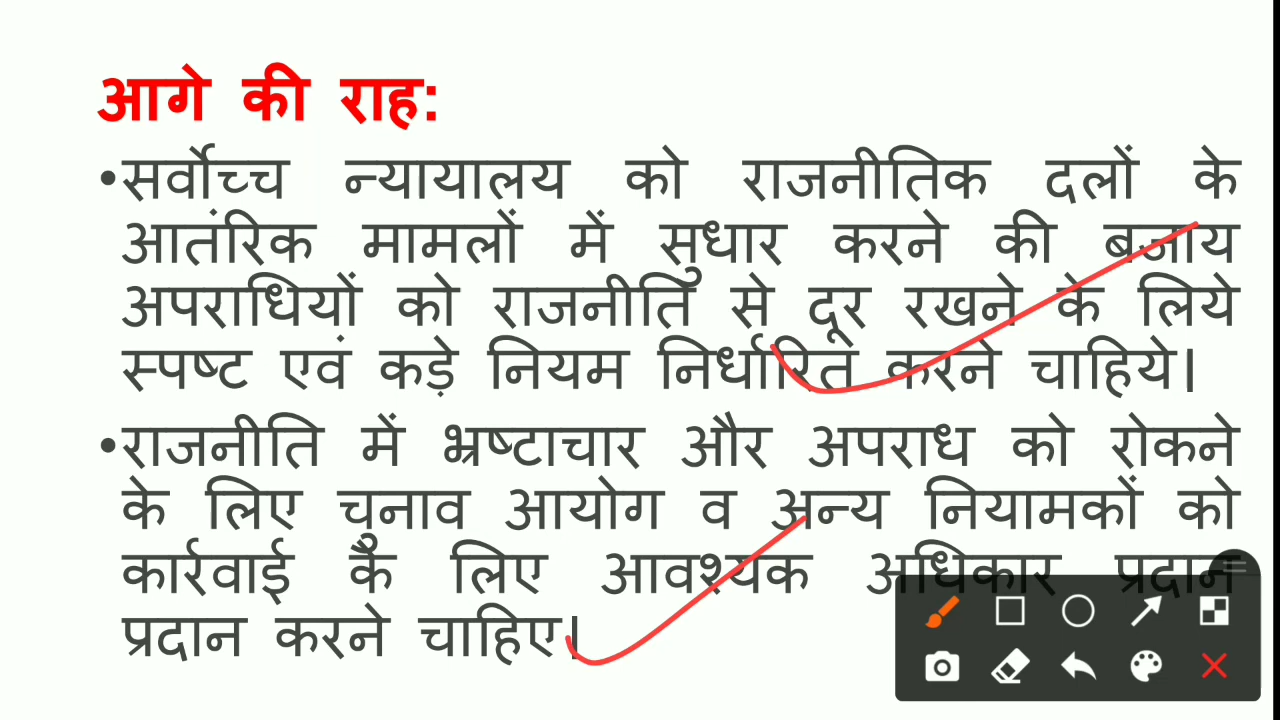 आगे की राह:
•सर्वोच्च न्यायालय को राजनीतिक दलों के
आतंरिक मामलों में सुधार करने की बजाय
अपराधियों को राजनीति से दूर रखने के लिये
स्पष्ट एवं कड़े नियम निर्धारित करने चाहिये।
•राजनीति में भ्रष्टाचार और अपराध को रोकने
के लिए चुनाव आयोग व अन्य नियामकों को
कार्रवाई के लिए आवश्यक अधिकार प्रदान
प्रदान करने चाहिए।